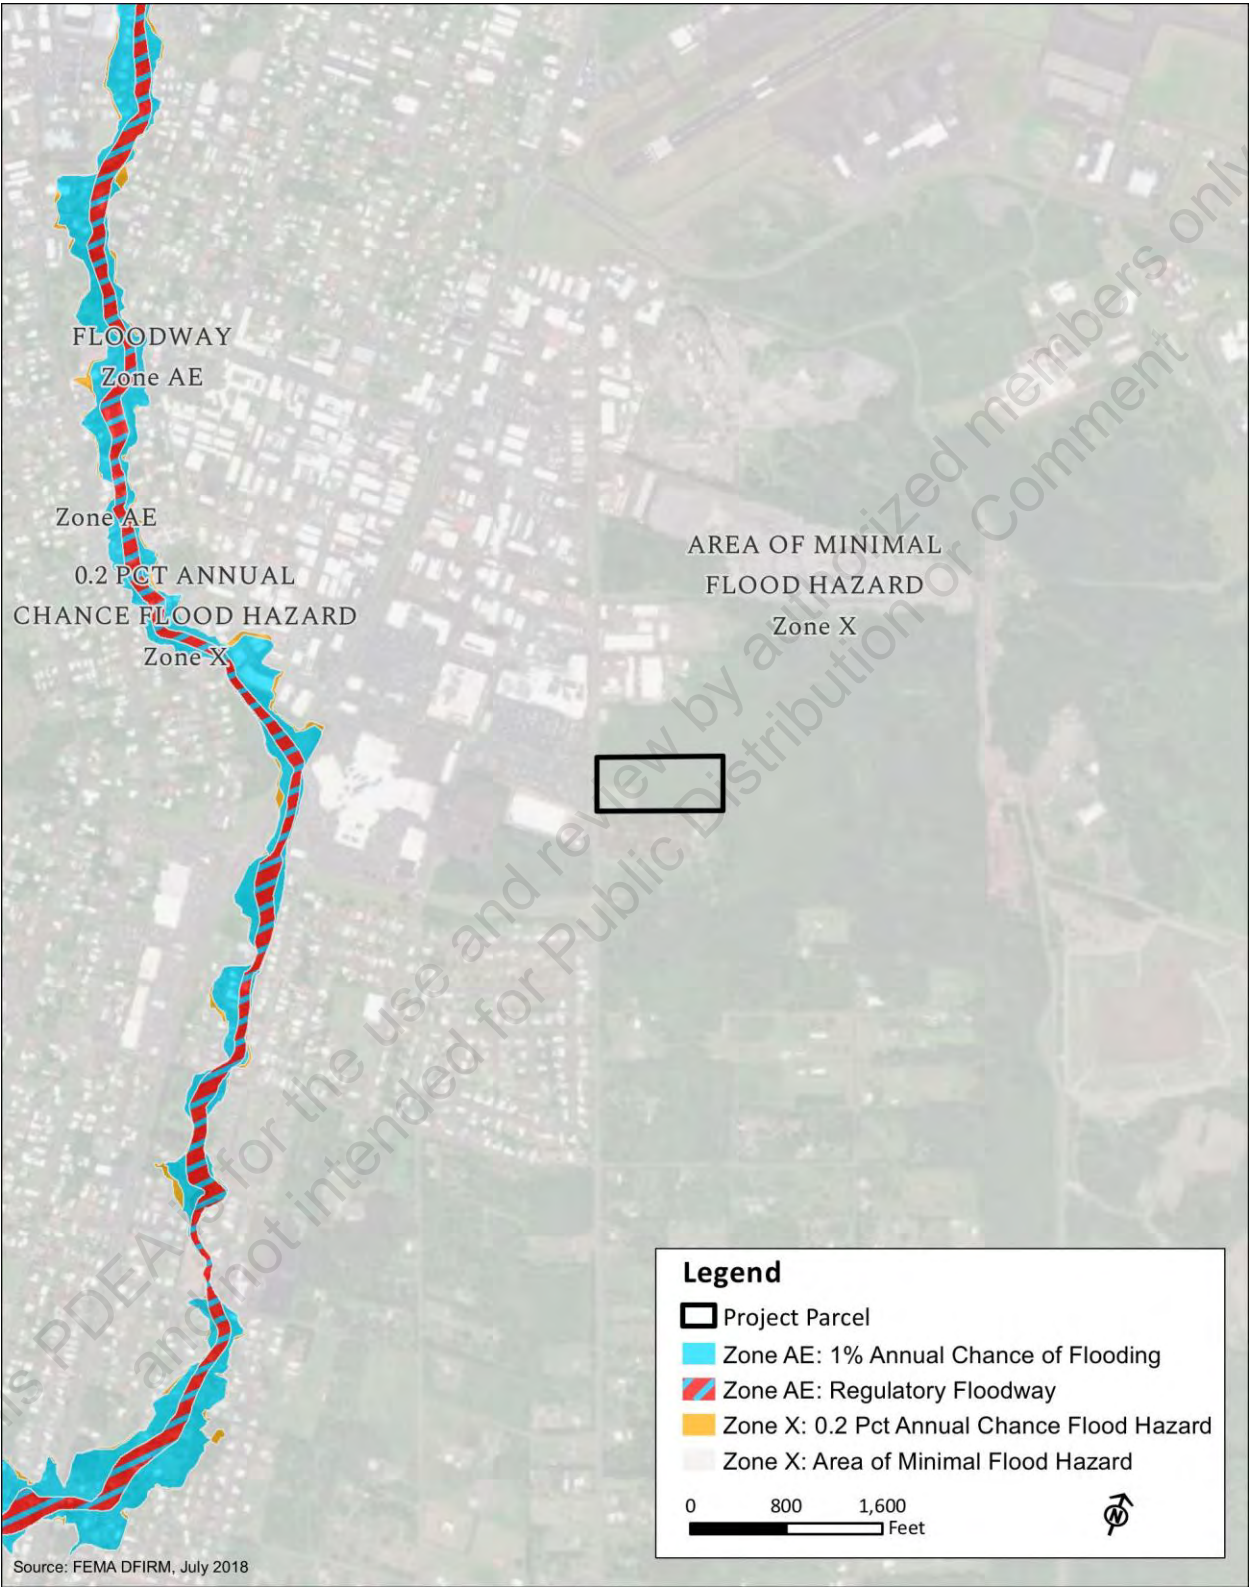 FLOODWAY
Zone AE
Zone AE
0.2 PCT ANNUAL
CHANCE FLOOD HAZARD
Zone X
AREA OF MINIMAL
FLOOD HAZARD
Zone X
PDEA
for the use and review by authorized members only
and not intended for Public Distribution or Comment
Legend
Project Parcel
Zone AE: 1% Annual Chance of Flooding
Zone AE: Regulatory Floodway
Zone X: 0.2 Pct Annual Chance Flood Hazard
Zone X: Area of Minimal Flood Hazard
0 800 1,600
Feet
N
Source: FEMA DFIRM, July 2018